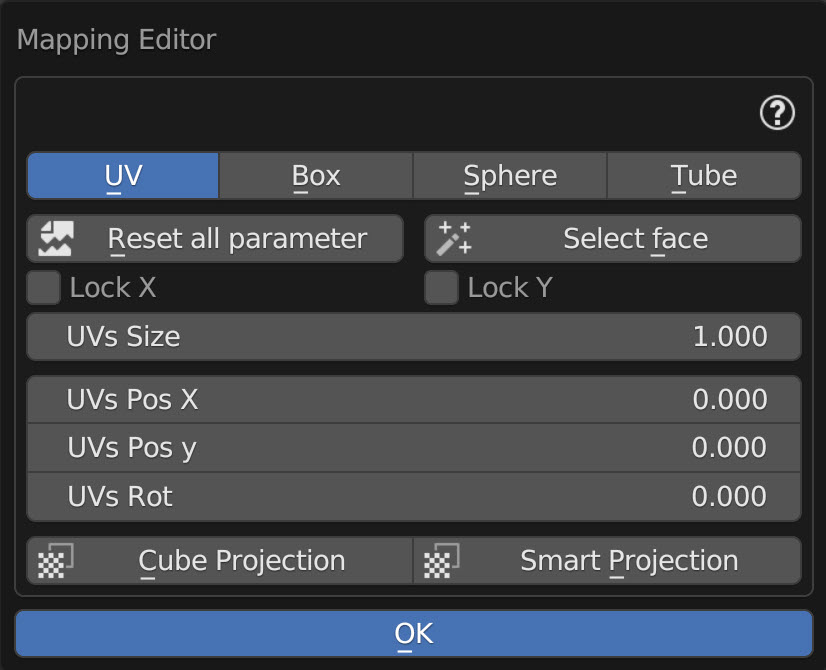 Mapping Editor
?
UV Box Sphere Tube
Reset all parameter Select face
Lock X Lock Y
UVs Size 1.000
UVs Pos X 0.000
UVs Pos y 0.000
UVs Rot 0.000
Cube Projection Smart Projection
OK